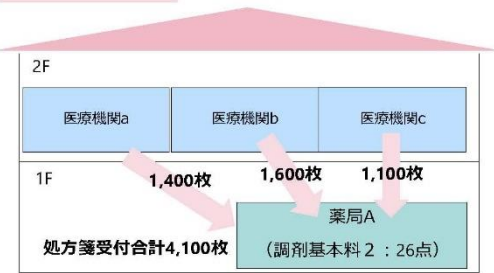 2F
医療機関a
医療機関b
医療機関c
1F
1,400枚
1,600枚
1,100枚
薬局A
処方箋受付合計4,100枚
（調剤基本料２：26点）